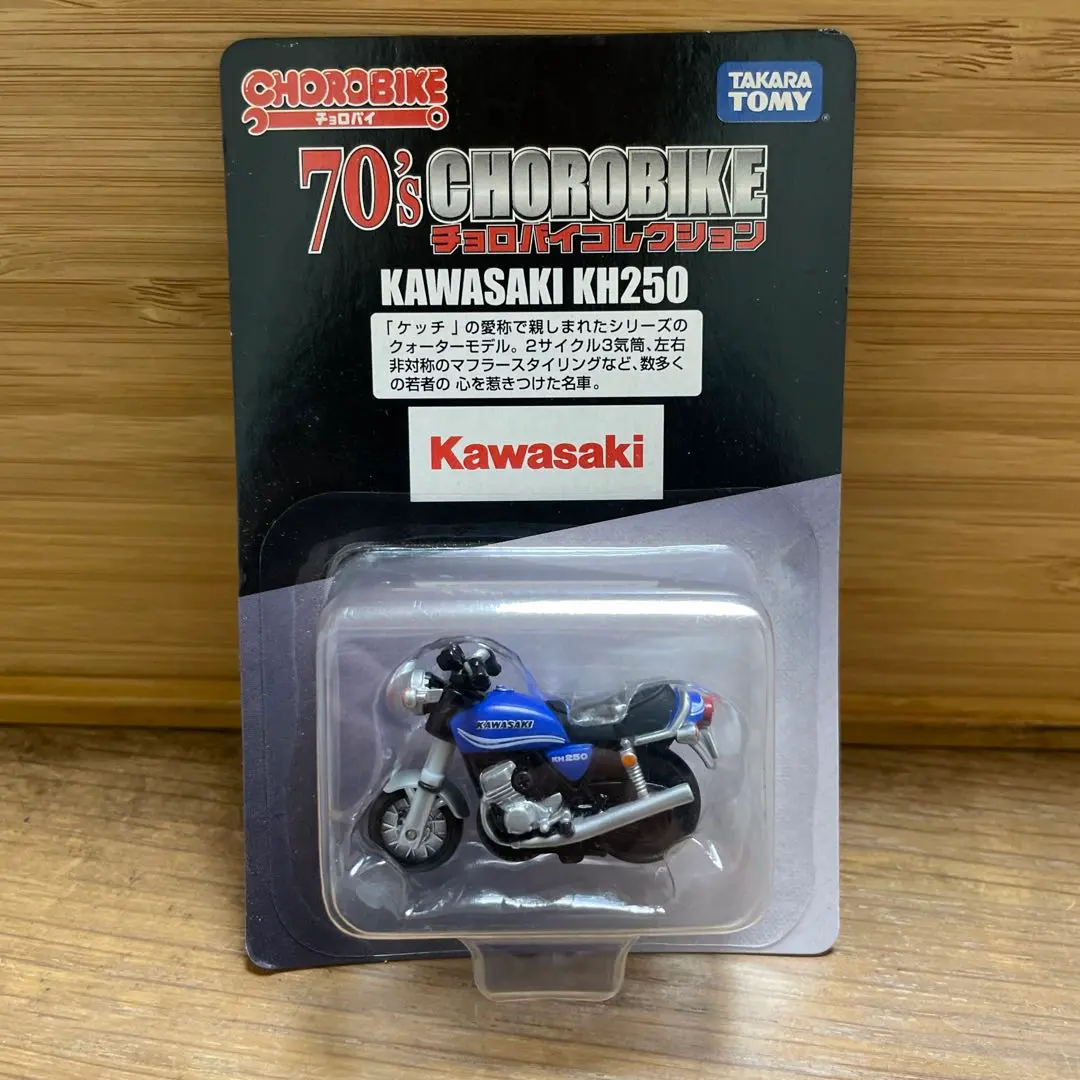 CHOROBIKE
チョロバイ
TAKARA
TOMY
70's CHOROBIKE
チョロバイコレクション
KAWASAKI KH250
「ケッチ」の愛称で親しまれたシリーズの
クォーターモデル。2サイクル3気筒、左右
非対称のマフラースタイリングなど、数多く
の若者の 心を惹きつけた名車。
Kawasaki
KAWASAKI
KH250